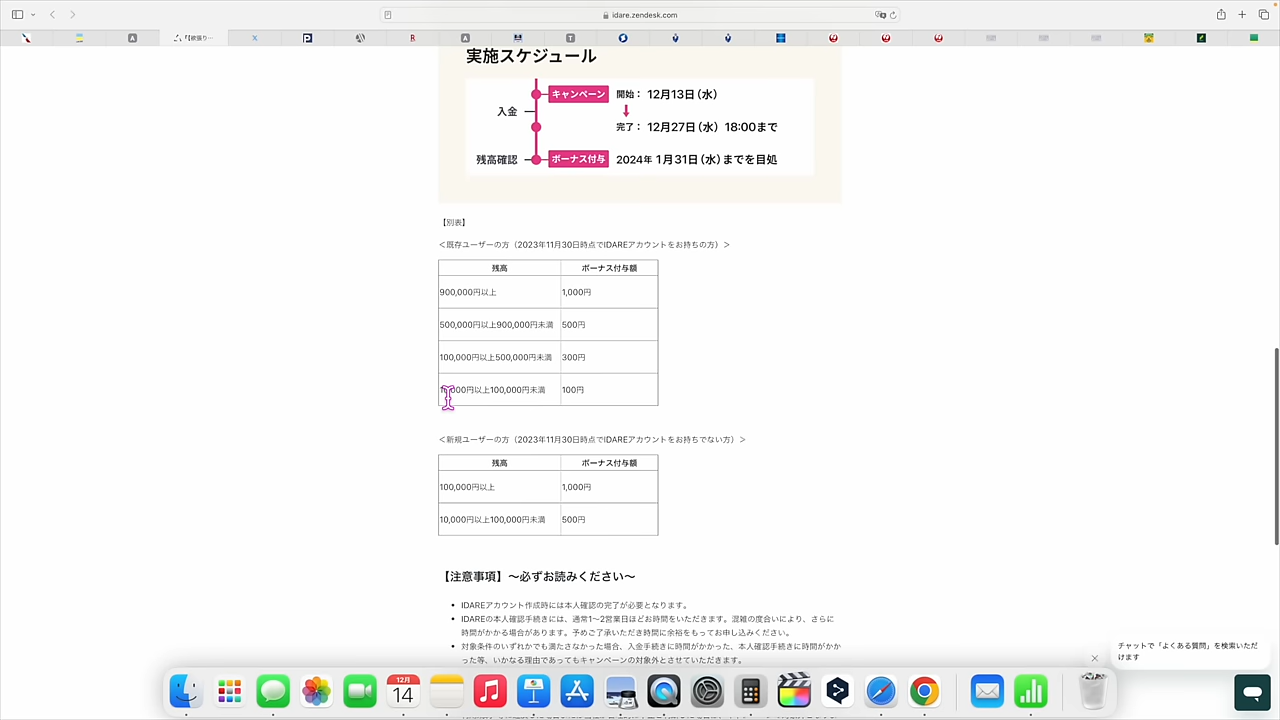 idare.zendesk.com
「【欲張り…
実施スケジュール
キャンペーン 開始： 12月13日（水）
入金
完了： 12月27日（水） 18:00まで
残高確認 ボーナス付与 2024年 1月31日（水）までを目処
【別表】
＜既存ユーザーの方（2023年11月30日時点でIDAREアカウントをお持ちの方）＞
残高 ボーナス付与額
900,000円以上 1,000円
500,000円以上900,000円未満 500円
100,000円以上500,000円未満 300円
10,000円以上100,000円未満 100円
＜新規ユーザーの方（2023年11月30日時点でIDAREアカウントをお持ちでない方）＞
残高 ボーナス付与額
100,000円以上 1,000円
10,000円以上100,000円未満 500円
【注意事項】〜必ずお読みください〜
• IDAREアカウント作成時には本人確認の完了が必要となります。
• IDAREの本人確認手続きには、通常1〜2営業日ほどお時間をいただきます。混雑の度合いにより、さらに
時間がかかる場合があります。予めご了承いただき時間に余裕をもってお申し込みください。
• 対象条件のいずれかでも満たさなかった場合、入金手続きに時間がかかった、本人確認手続きに時間がかか
った等、いかなる理由であってもキャンペーンの対象外とさせていただきます。
チャットで「よくある質問」を検索いただ
けます
12月
14